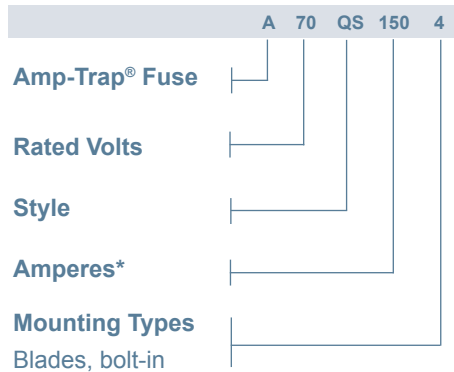 A 70 QS 150 4
Amp-Trap® Fuse
Rated Volts
Style
Amperes*
Mounting Types
Blades, bolt-in